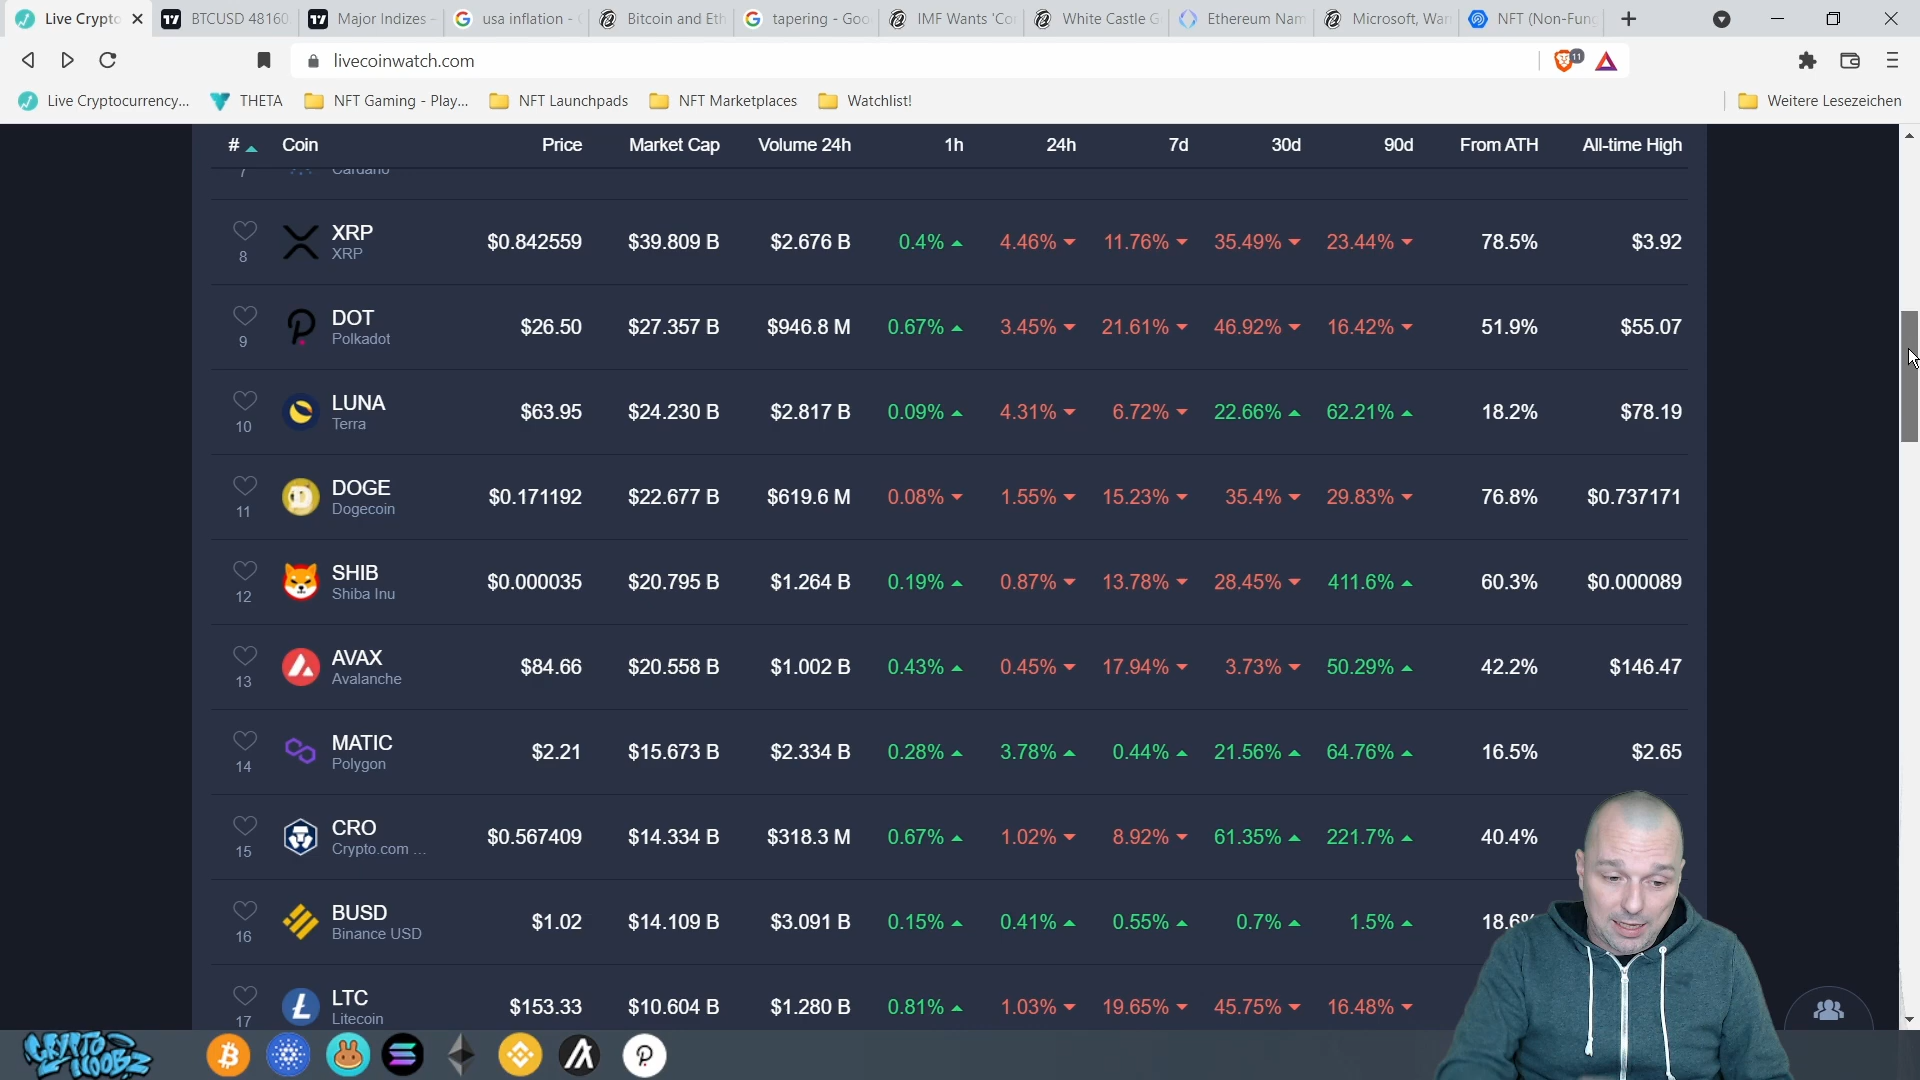 Live Crypto
BTCUSD 48160
Major Indizes -
usa inflation -
Bitcoin and Eth
tapering - Goo
IMF Wants 'Co
White Castle G
Ethereum Nam
Microsoft, War
NFT (Non-Fung
livecoinwatch.com
11
Live Cryptocurrency...
THETA
NFT Gaming - Play...
NFT Launchpads
NFT Marketplaces
Watchlist!
Weitere Lesezeichen
# Coin Price Market Cap Volume 24h 1h 24h 7d 30d 90d From ATH All-time High
7 Cardano
XRP
8 XRP $0.842559 $39.809 B $2.676 B 0.4% 4.46% 11.76% 35.49% 23.44% 78.5% $3.92
DOT
9 Polkadot $26.50 $27.357 B $946.8 M 0.67% 3.45% 21.61% 46.92% 16.42% 51.9% $55.07
LUNA
10 Terra $63.95 $24.230 B $2.817 B 0.09% 4.31% 6.72% 22.66% 62.21% 18.2% $78.19
DOGE
11 Dogecoin $0.171192 $22.677 B $619.6 M 0.08% 1.55% 15.23% 35.4% 29.83% 76.8% $0.737171
SHIB
12 Shiba Inu $0.000035 $20.795 B $1.264 B 0.19% 0.87% 13.78% 28.45% 411.6% 60.3% $0.000089
AVAX
13 Avalanche $84.66 $20.558 B $1.002 B 0.43% 0.45% 17.94% 3.73% 50.29% 42.2% $146.47
MATIC
14 Polygon $2.21 $15.673 B $2.334 B 0.28% 3.78% 0.44% 21.56% 64.76% 16.5% $2.65
CRO
15 Crypto.com ... $0.567409 $14.334 B $318.3 M 0.67% 1.02% 8.92% 61.35% 221.7% 40.4%
BUSD
16 Binance USD $1.02 $14.109 B $3.091 B 0.15% 0.41% 0.55% 0.7% 1.5% 18.6%
LTC
17 Litecoin $153.33 $10.604 B $1.280 B 0.81% 1.03% 19.65% 45.75% 16.48%
CRYPTO NOOBZ